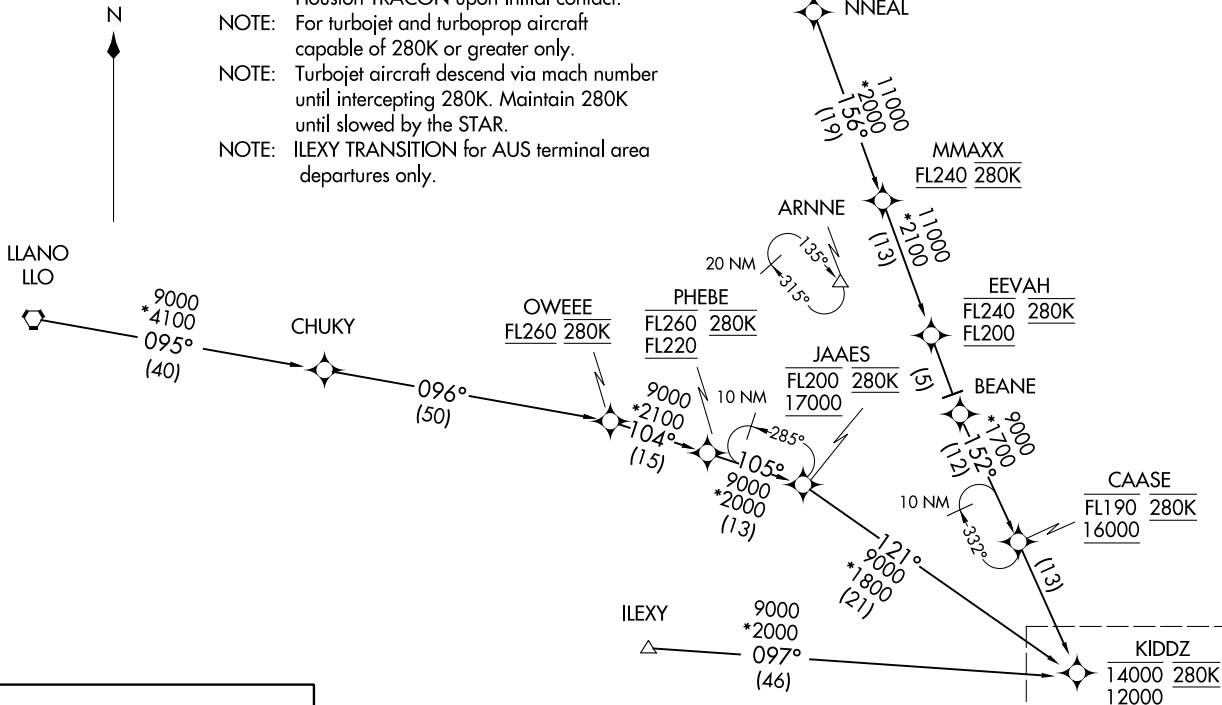 Houston TRACON upon initial contact.
NOTE: For turbojet and turboprop aircraft
capable of 280K or greater only.
NOTE: Turbojet aircraft descend via mach number
until intercepting 280K. Maintain 280K
until slowed by the STAR.
NOTE: ILEXY TRANSITION for AUS terminal area
departures only.
N
NNEAL
11000
*2000
156°
(19)
MMAXX
FL240 280K
11000
*2100
(13)
ARNNE
20 NM
135°
315°
EEVAH
FL240 280K
FL200
(5)
BEANE
9000
*1700
152°
(12)
CAASE
FL190 280K
16000
10 NM
332°
(13)
LLANO
LLO
9000
*4100
095°
(40)
CHUKY
096°
(50)
OWEEE
FL260 280K
9000
*2100
104°
(15)
PHEBE
FL260 280K
FL220
10 NM
285°
105°
9000
*2000
(13)
JAAES
FL200 280K
17000
121°
9000
*1800
(21)
ILEXY
9000
*2000
097°
(46)
KIDDZ
14000 280K
12000